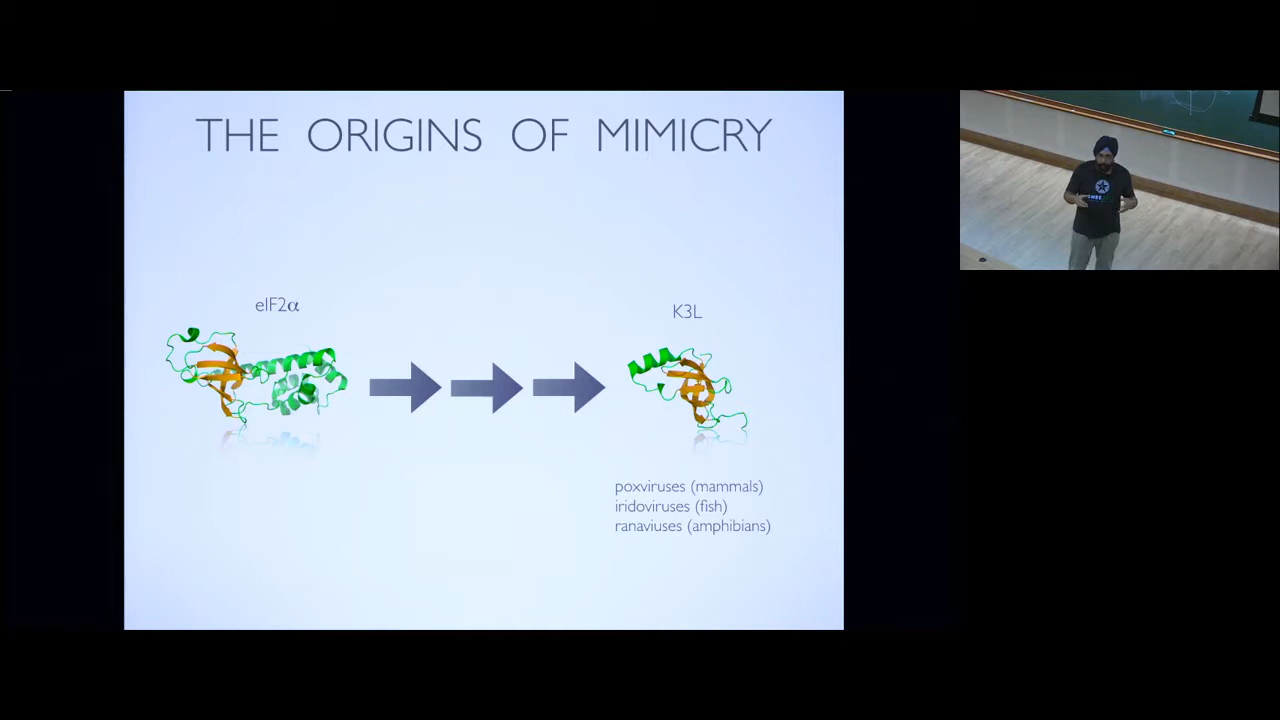 THE ORIGINS OF MIMICRY
eIF2α
K3L
poxviruses (mammals)
iridoviruses (fish)
ranaviuses (amphibians)